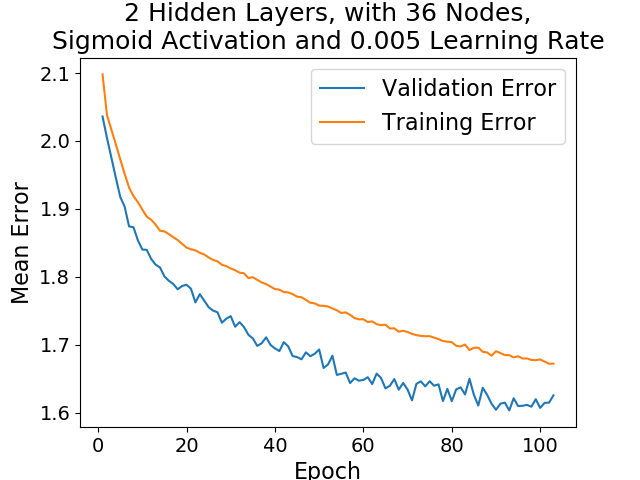 2 Hidden Layers, with 36 Nodes,
Sigmoid Activation and 0.005 Learning Rate
Validation Error
Training Error
2.1
2.0
1.9
1.8
1.7
1.6
Mean Error
0 20 40 60 80 100
Epoch